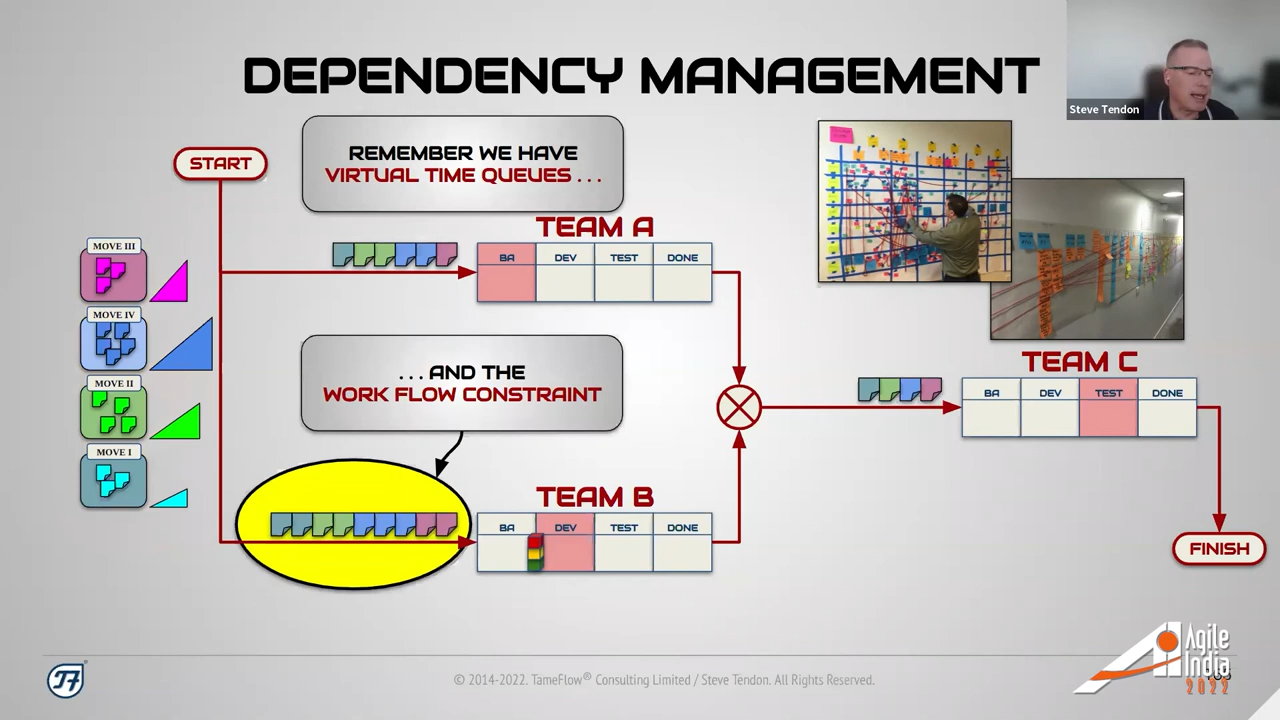 DEPENDENCY MANAGEMENT
Steve Tendon
START
REMEMBER WE HAVE
VIRTUAL TIME QUEUES . . .
TEAM A
BA DEV TEST DONE
MOVE III
MOVE IV
MOVE II
MOVE I
. . . AND THE
WORK FLOW CONSTRAINT
TEAM B
BA DEV TEST DONE
TEAM C
BA DEV TEST DONE
FINISH
© 2014-2022. TameFlow® Consulting Limited / Steve Tendon. All Rights Reserved.
Agile
India
2022